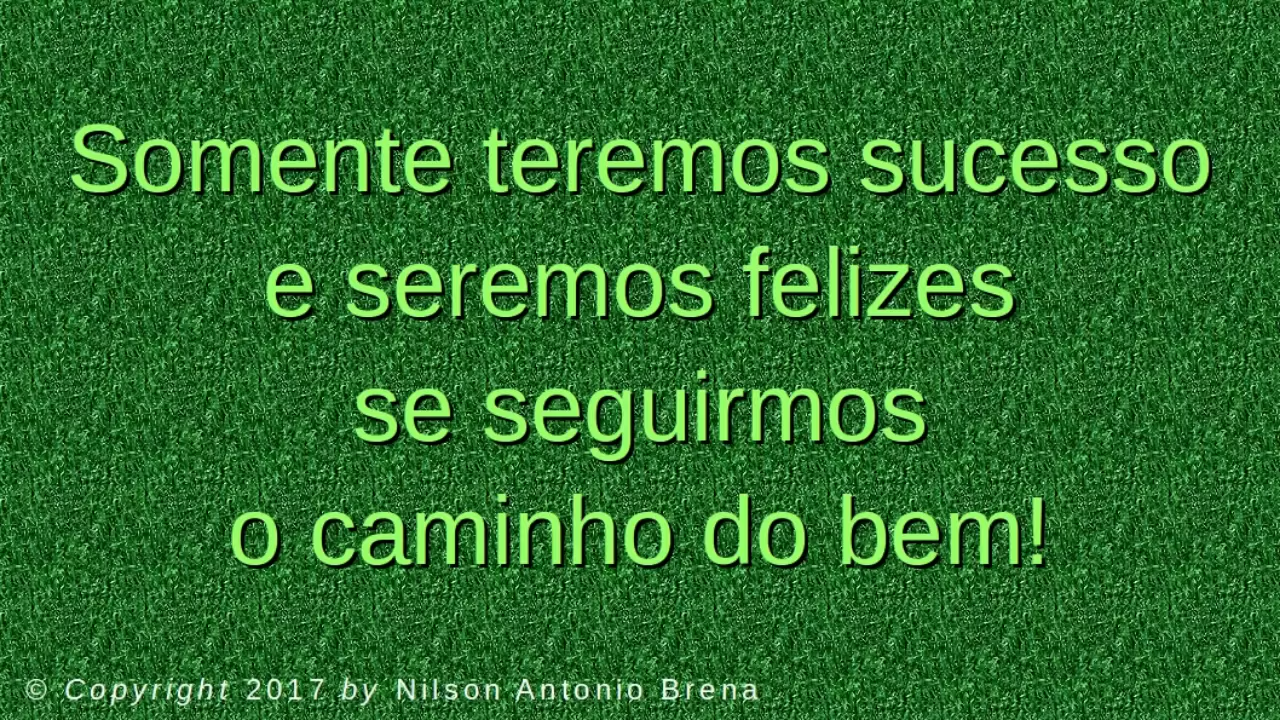 Somente teremos sucesso
e seremos felizes
se seguirmos
o caminho do bem!
© Copyright 2017 by Nilson Antonio Brena